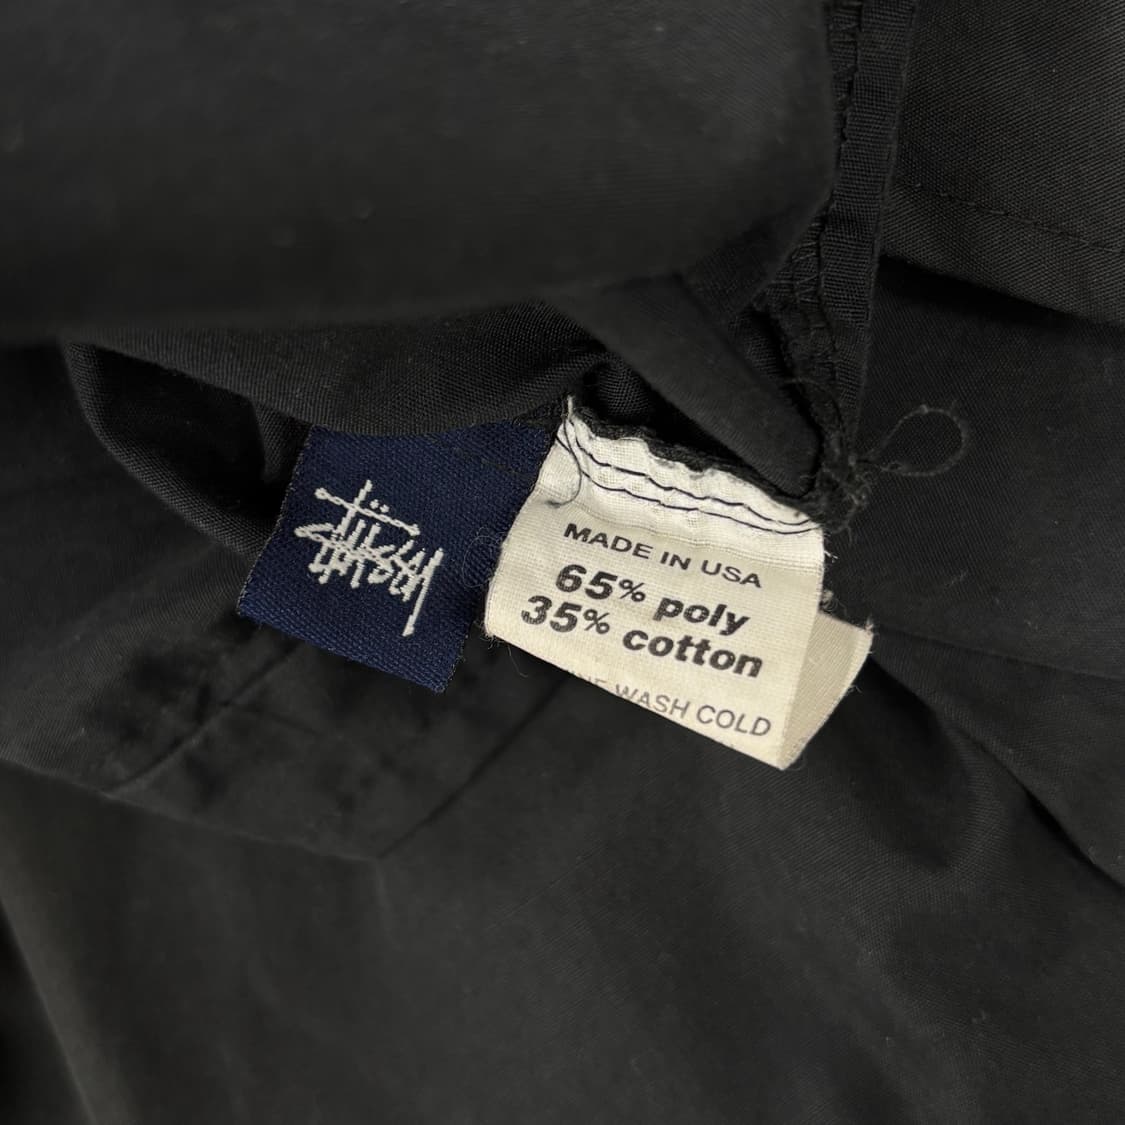 Stüssy
MADE IN USA
65% poly
35% cotton
WASH COLD